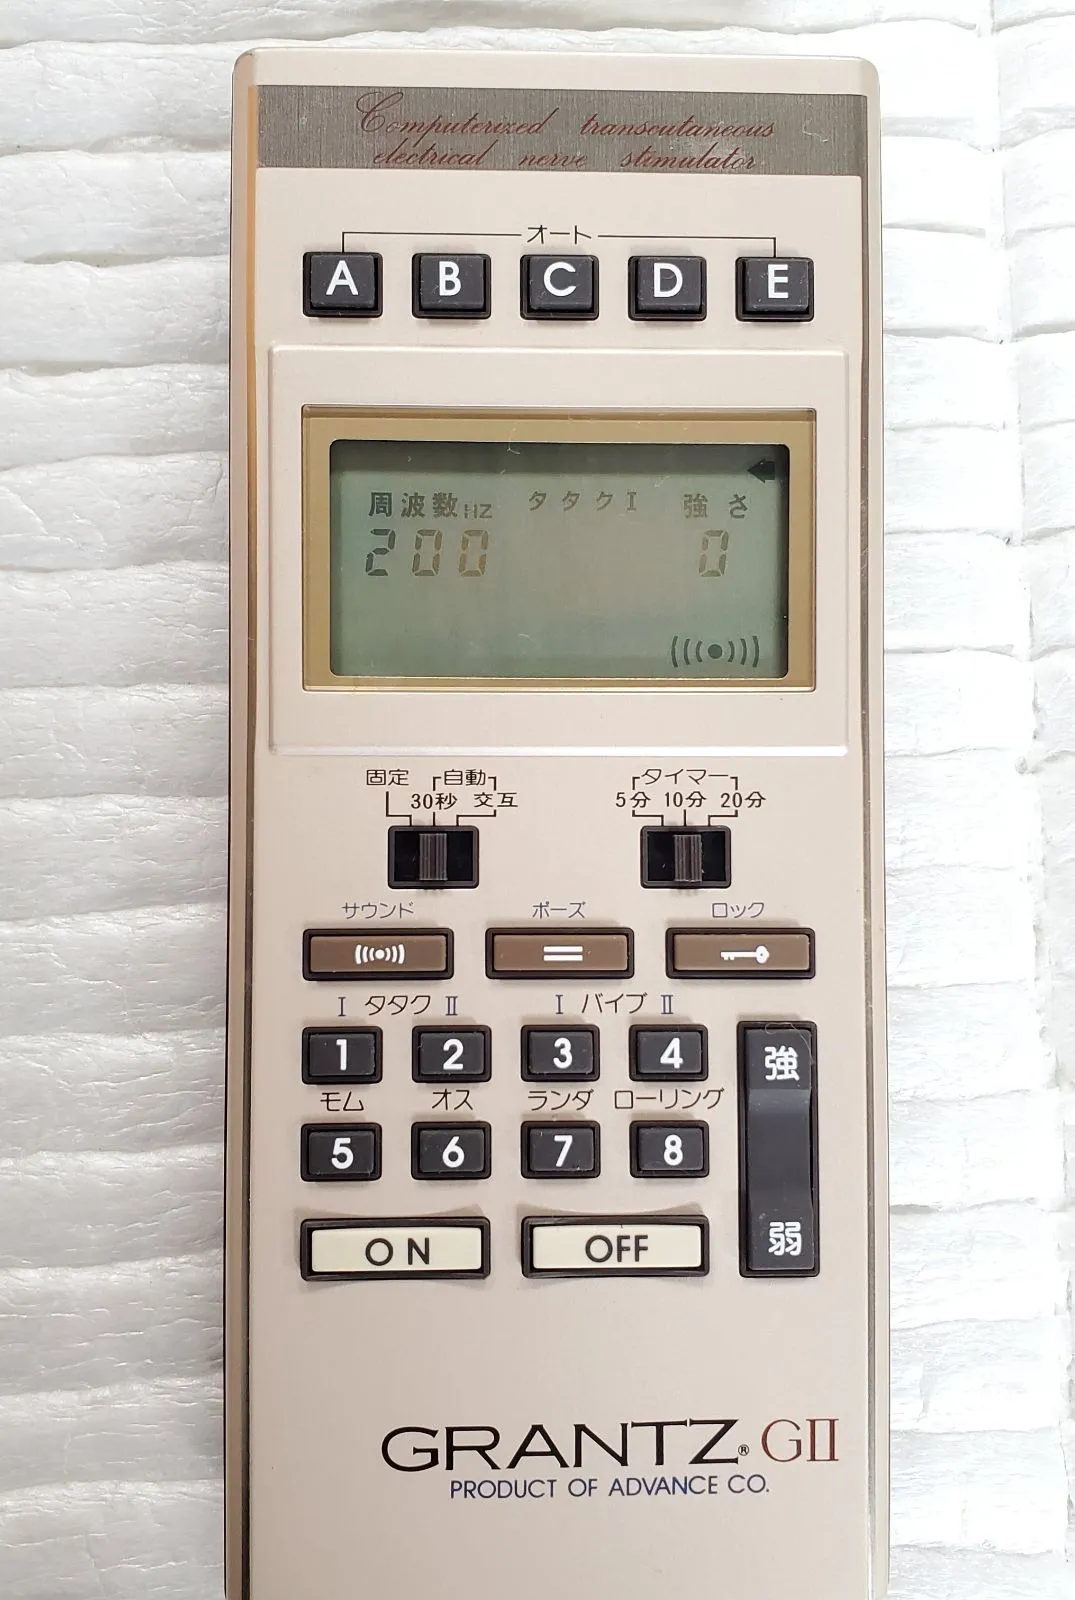 Computerized transcutaneous
electrical nerve stimulator
オート
A B C D E
周波数HZ タタクI 強さ
200 0
固定 自動
30秒 交互
タイマー
5分 10分 20分
サウンド ポーズ ロック
I タタク II I バイブ II
1 2 3 4
強
モム オス ランダ ローリング
5 6 7 8
弱
ON OFF
GRANTZ® GII
PRODUCT OF ADVANCE CO.